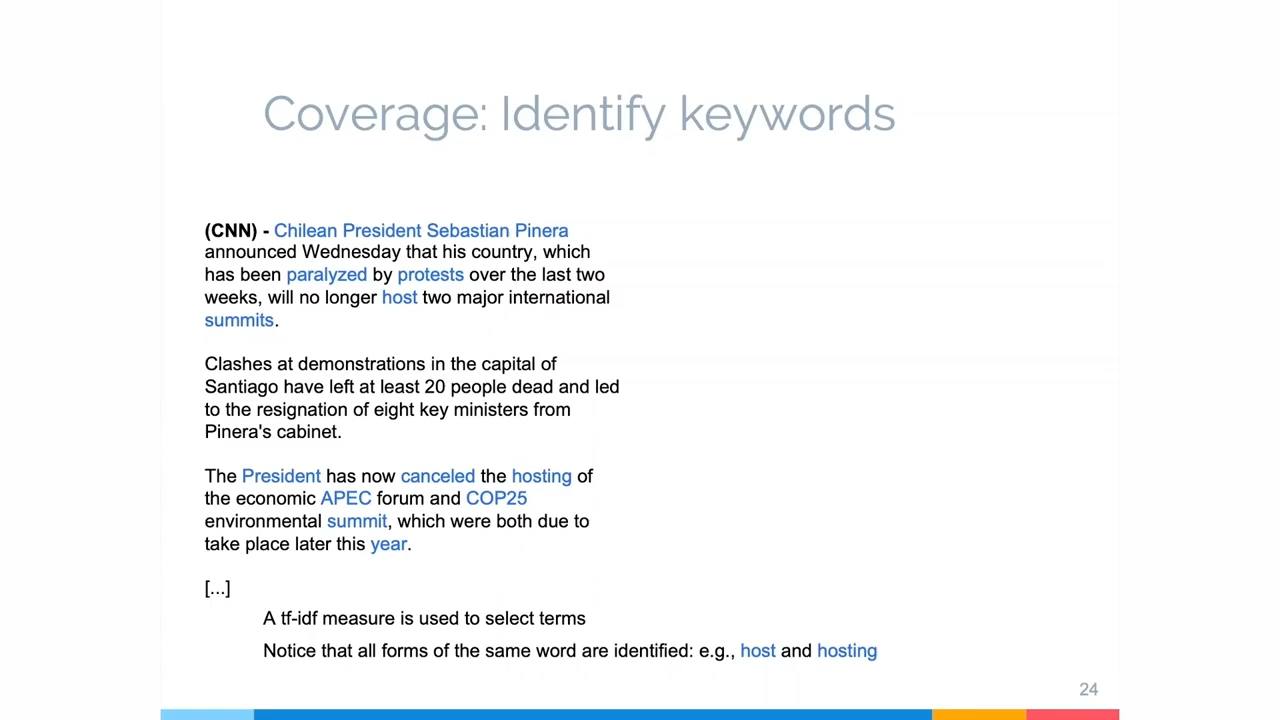 Coverage: Identify keywords
(CNN) - Chilean President Sebastian Pinera
announced Wednesday that his country, which
has been paralyzed by protests over the last two
weeks, will no longer host two major international
summits.
Clashes at demonstrations in the capital of
Santiago have left at least 20 people dead and led
to the resignation of eight key ministers from
Pinera's cabinet.
The President has now canceled the hosting of
the economic APEC forum and COP25
environmental summit, which were both due to
take place later this year.
[...]
A tf-idf measure is used to select terms
Notice that all forms of the same word are identified: e.g., host and hosting
24